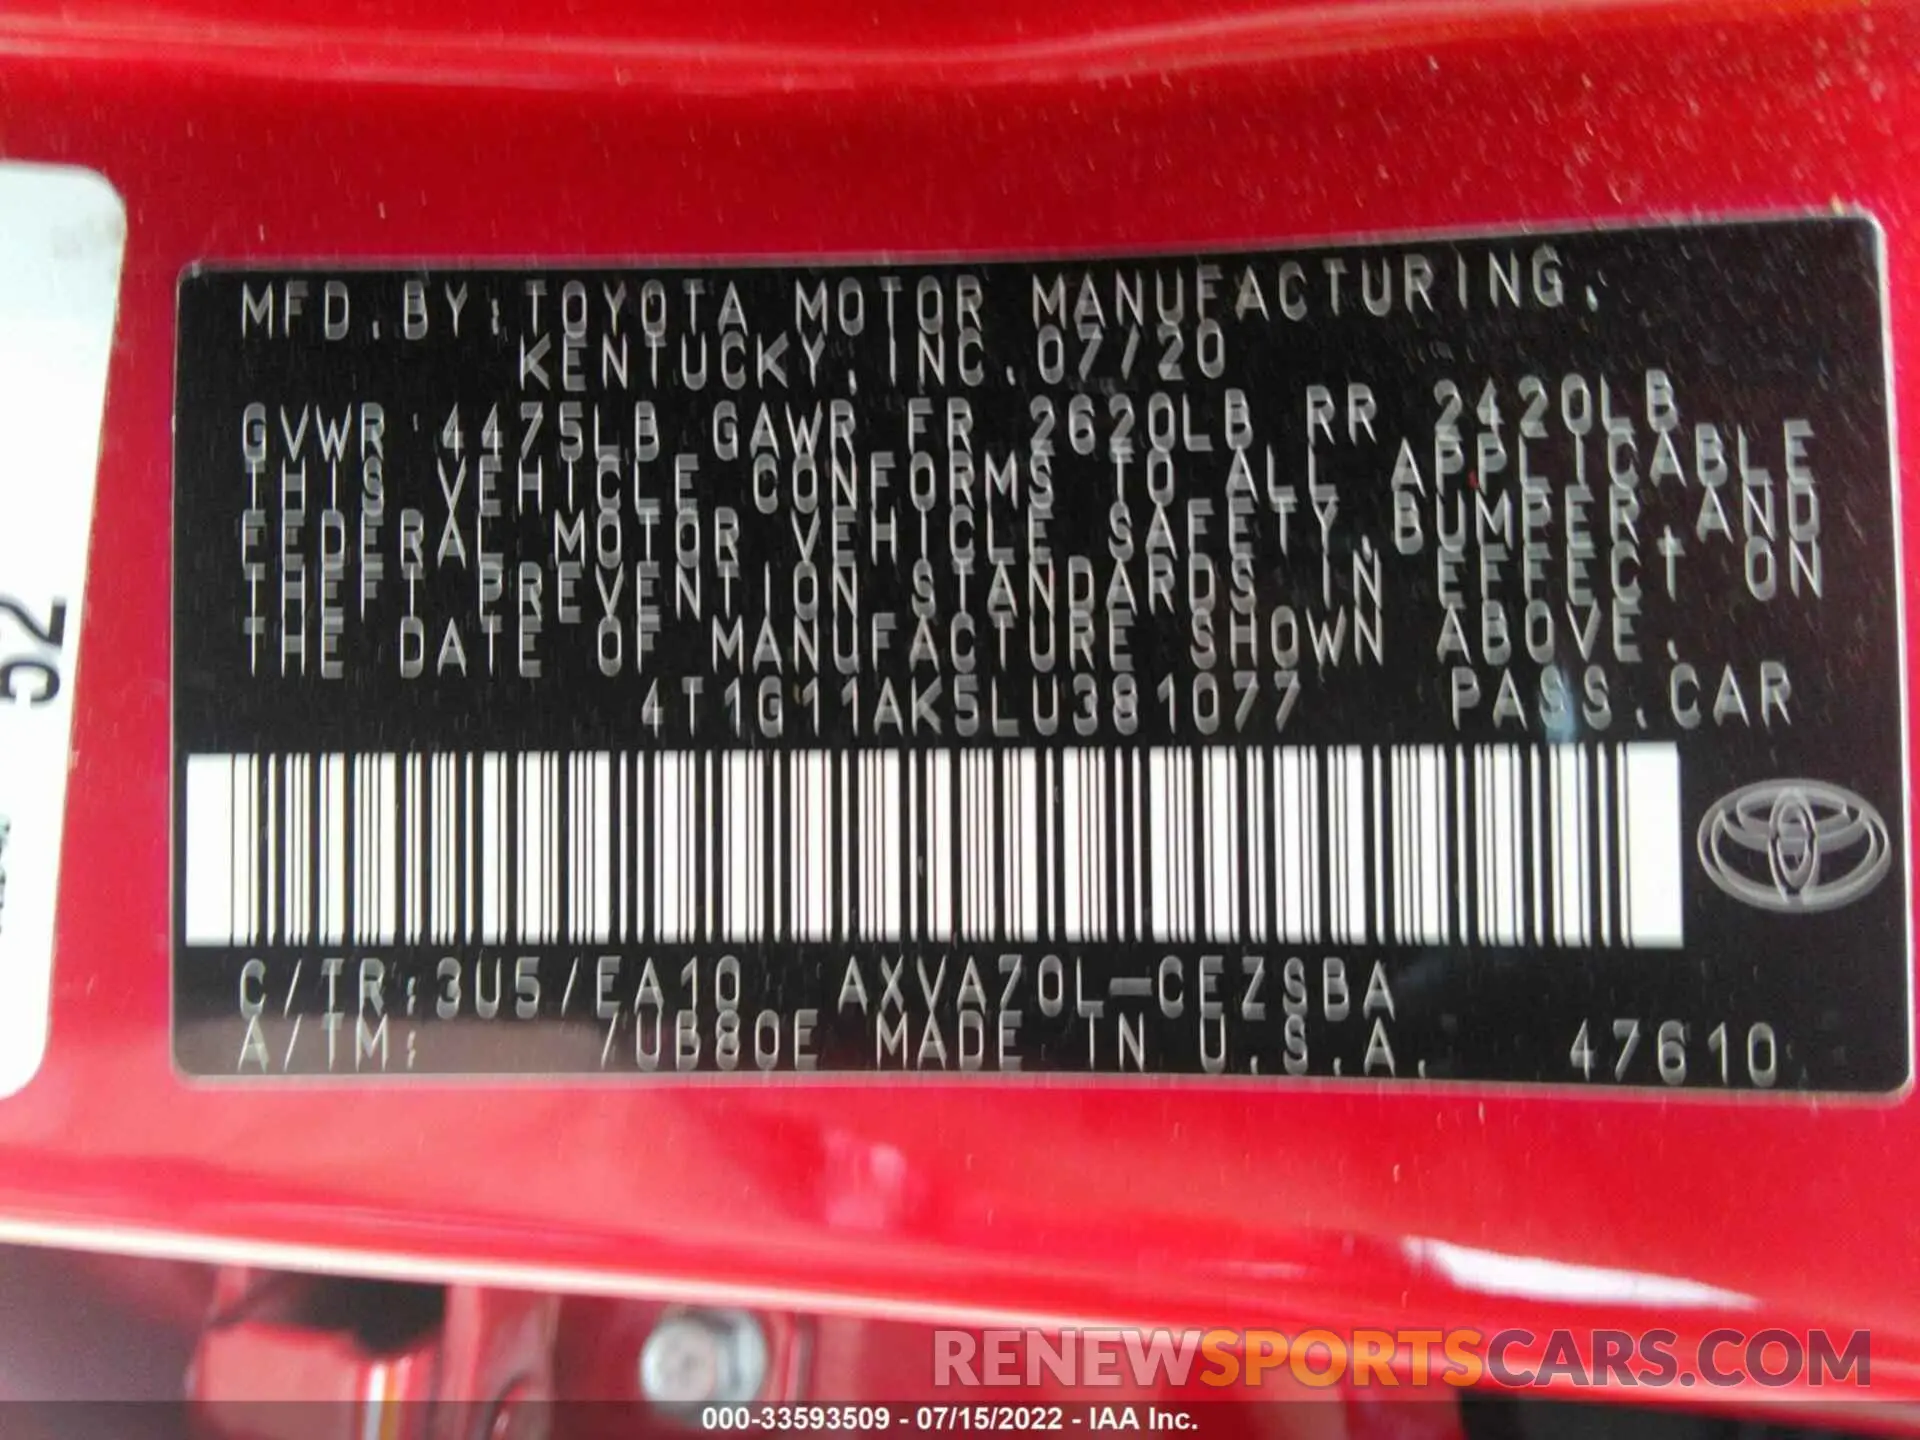 MFD.BY:TOYOTA MOTOR MANUFACTURING.
KENTUCKY,INC.07/20
GVWR 4475LB GAWR FR 2620LB RR 2420LB
THIS VEHICLE CONFORMS TO ALL APPLICABLE
FEDERAL MOTOR VEHICLE SAFETY,BUMPER,AND
THEFT PREVENTION STANDARDS IN EFFECT ON
THE DATE OF MANUFACTURE SHOWN ABOVE.
4T1G11AK5LU381077 PASS.CAR
C/TR:3U5/EA10 AXVA70L-CEZSBA
A/TM: /UB80E MADE IN U.S.A. 47610
52
RENEWSPORTSCARS.COM
000-33593509 - 07/15/2022 - IAA Inc.